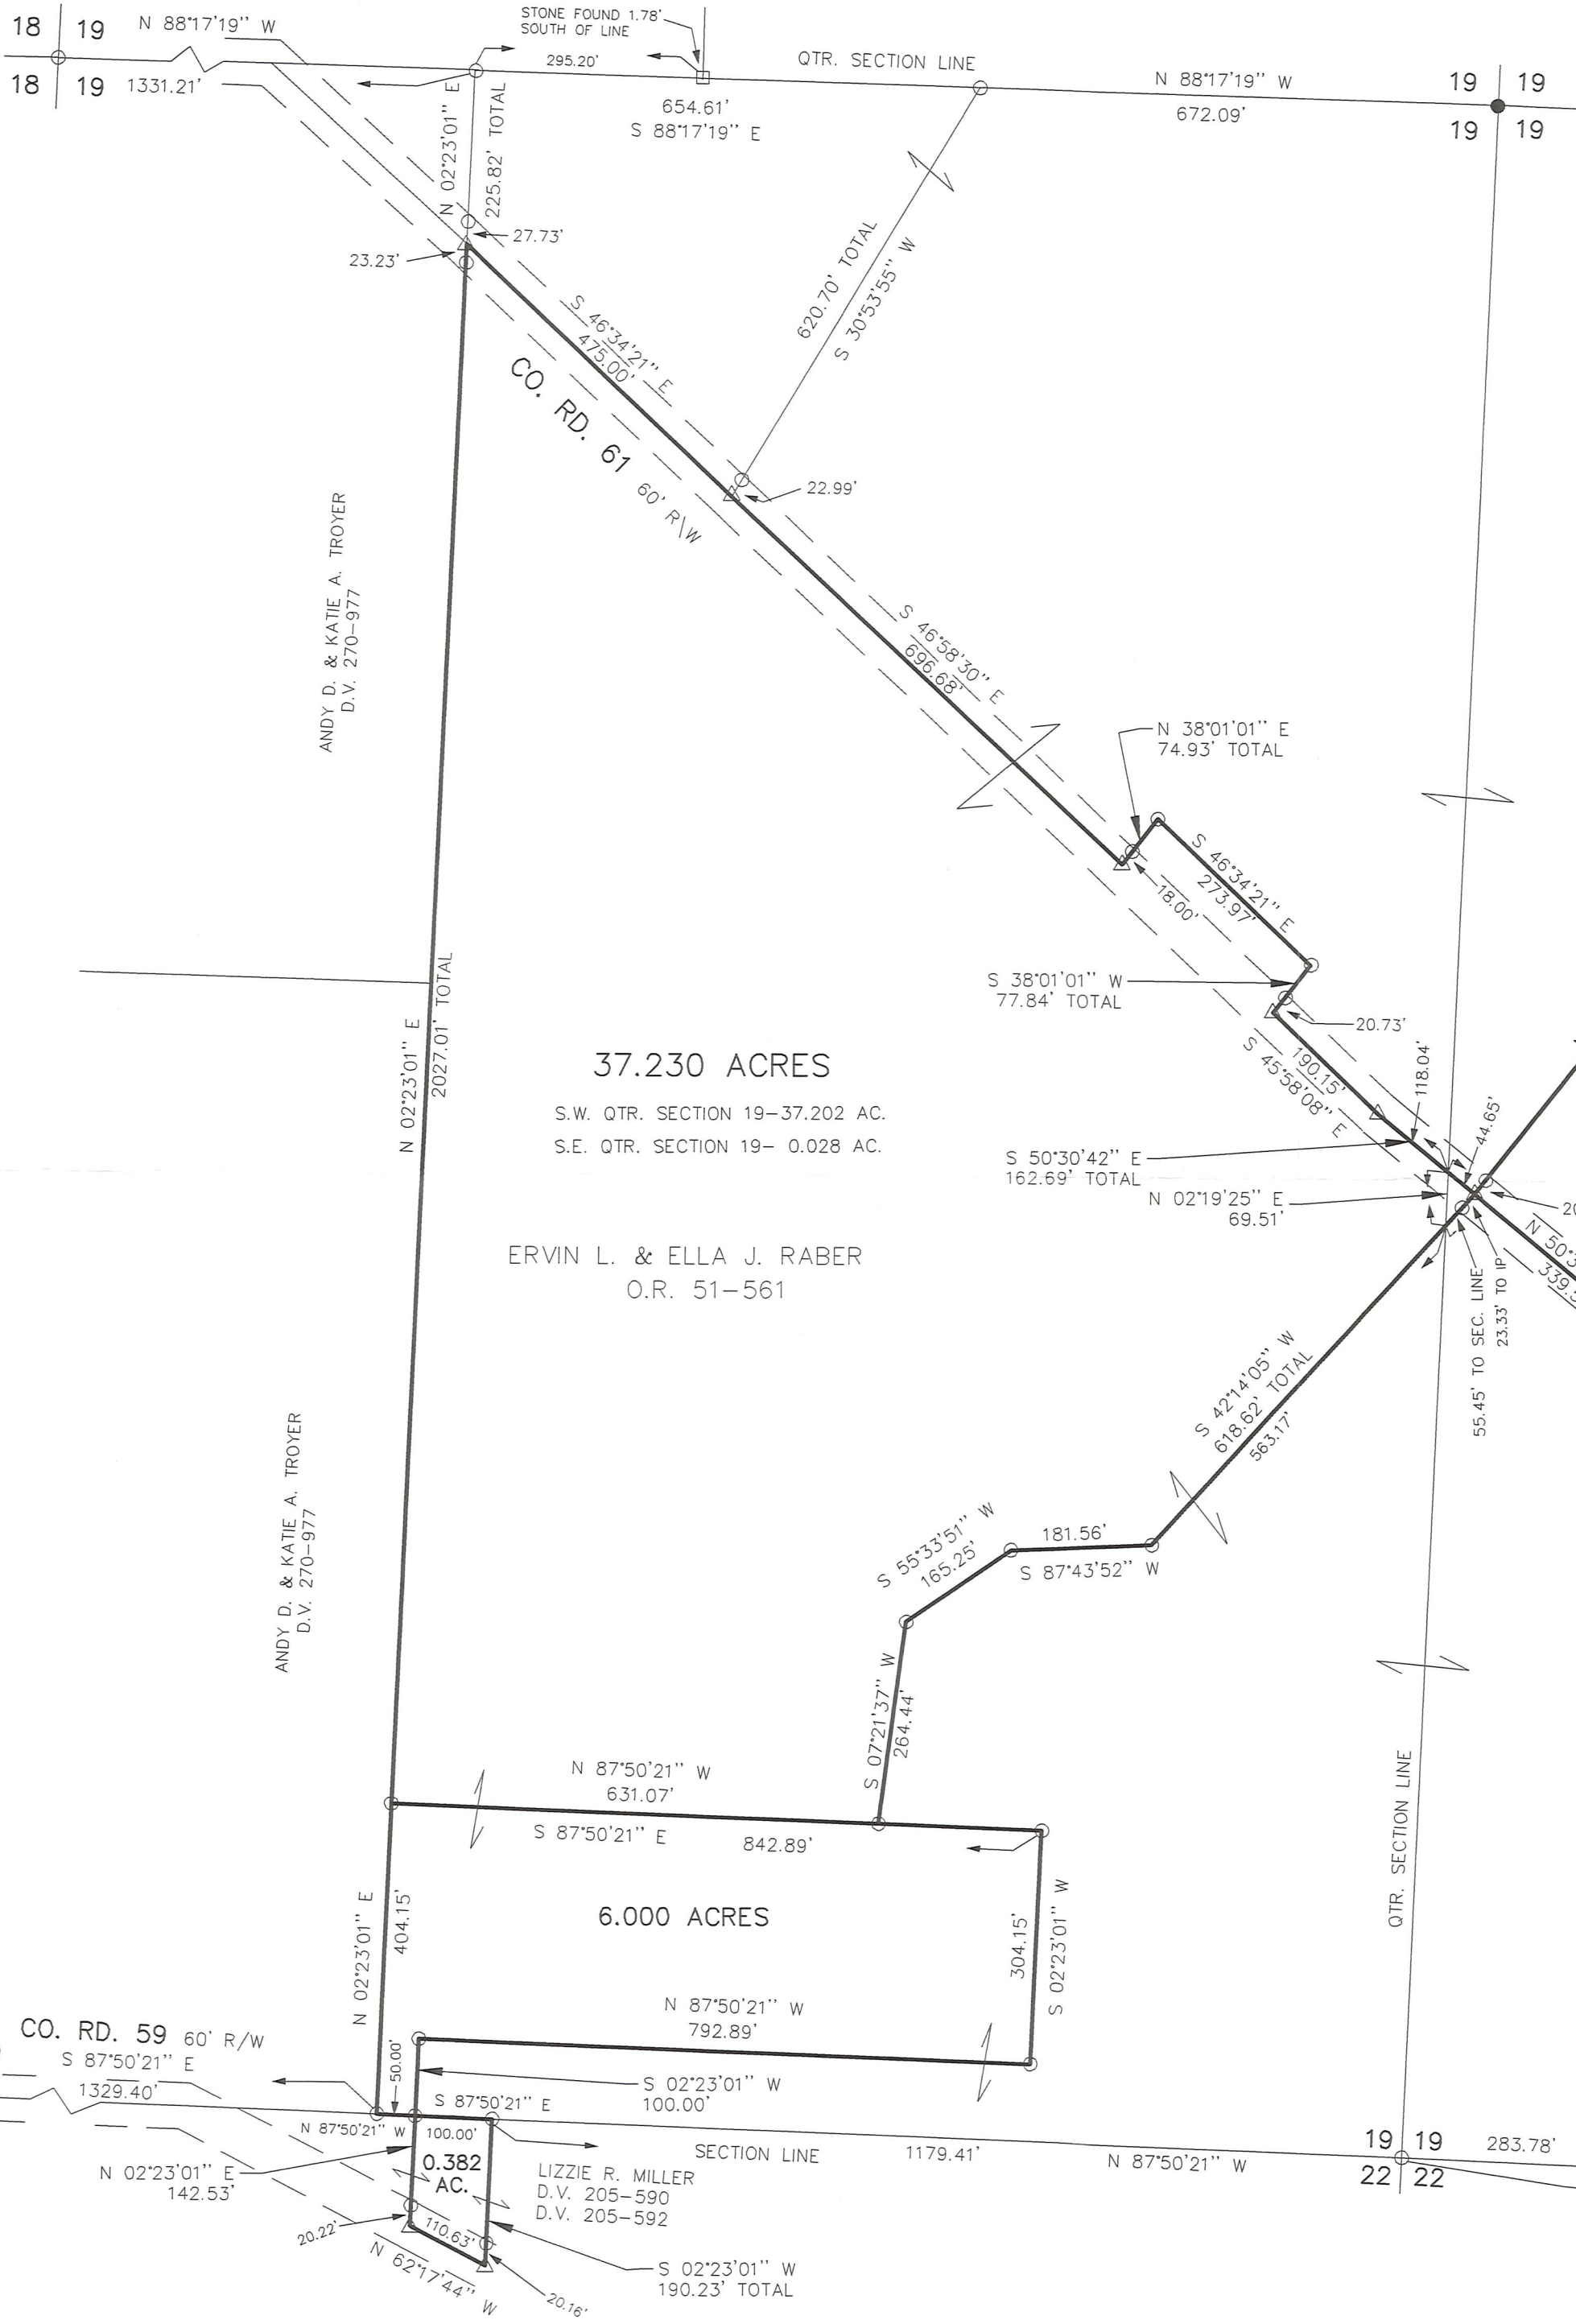 18 19
18 19
N 88°17'19" W
1331.21'
STONE FOUND 1.78'
SOUTH OF LINE
295.20'
QTR. SECTION LINE
654.61'
S 88°17'19" E
N 88°17'19" W
672.09'
19 19
19 19
N 02°23'01" E
225.82' TOTAL
27.73'
23.23'
S 46°34'21" E
475.00'
CO. RD. 61 60' R\W
620.70' TOTAL
S 30°53'55" W
22.99'
ANDY D. & KATIE A. TROYER
D.V. 270-977
S 46°58'30" E
696.68'
N 38°01'01" E
74.93' TOTAL
18.00'
S 46°34'21" E
273.97'
S 38°01'01" W
77.84' TOTAL
20.73'
190.15'
S 45°58'08" E
118.04'
44.65'
S 50°30'42" E
162.69' TOTAL
N 02°19'25" E
69.51'
20
N 50°3
339.5
55.45' TO SEC. LINE
23.33' TO IP
N 02°23'01" E
2027.01' TOTAL
37.230 ACRES
S.W. QTR. SECTION 19-37.202 AC.
S.E. QTR. SECTION 19- 0.028 AC.
ERVIN L. & ELLA J. RABER
O.R. 51-561
S 42°14'05" W
618.62' TOTAL
563.17'
ANDY D. & KATIE A. TROYER
D.V. 270-977
S 55°33'51" W
165.25'
181.56'
S 87°43'52" W
S 07°21'37" W
264.44'
N 87°50'21" W
631.07'
S 87°50'21" E
842.89'
QTR. SECTION LINE
N 02°23'01" E
404.15'
6.000 ACRES
304.15'
S 02°23'01" W
N 87°50'21" W
792.89'
CO. RD. 59 60' R/W
S 87°50'21" E
1329.40'
50.00'
S 02°23'01" W
100.00'
S 87°50'21" E
N 87°50'21" W
100.00'
SECTION LINE
1179.41'
N 87°50'21" W
19 19
22 22
283.78'
N 02°23'01" E
142.53'
0.382
AC.
LIZZIE R. MILLER
D.V. 205-590
D.V. 205-592
20.22'
110.63'
N 62°17'44" W
S 02°23'01" W
190.23' TOTAL
20.16'